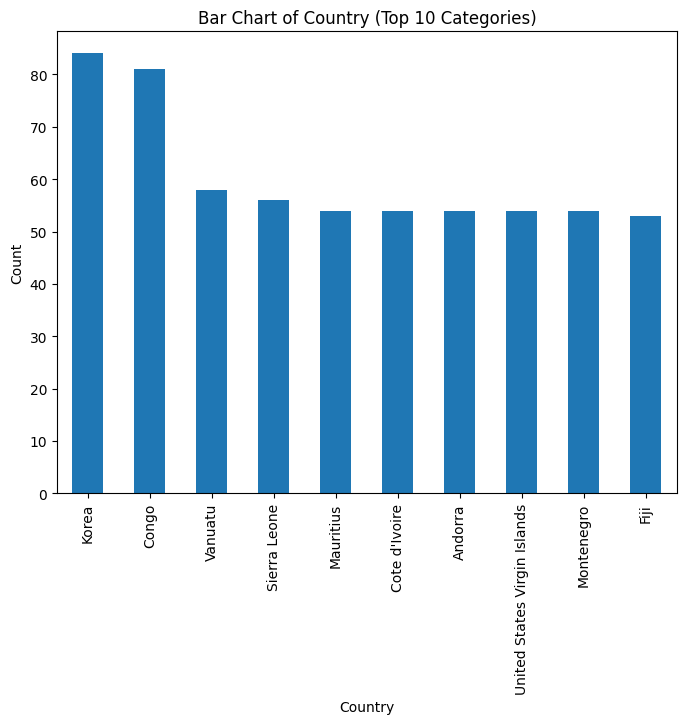 Bar Chart of Country (Top 10 Categories)
80
70
60
50
40
30
20
10
0
Count
Korea
Congo
Vanuatu
Sierra Leone
Mauritius
Cote d'Ivoire
Andorra
United States Virgin Islands
Montenegro
Fiji
Country